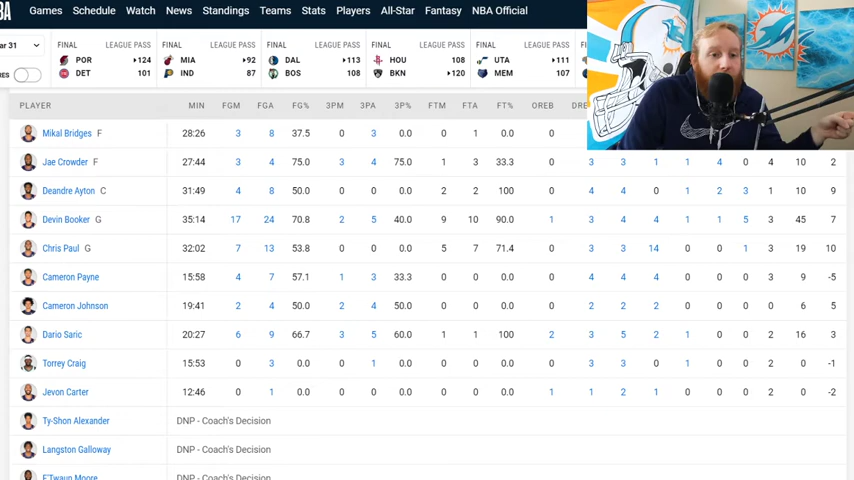 BA Games Schedule Watch News Standings Teams Stats Players All-Star Fantasy NBA Official
ar 31
RES
FINAL LEAGUE PASS
POR 124
DET 101
FINAL LEAGUE PASS
MIA 92
IND 87
FINAL LEAGUE PASS
DAL 113
BOS 108
FINAL LEAGUE PASS
HOU 108
BKN 120
FINAL LEAGUE PASS
UTA 111
MEM 107
FINAL
PLAYER MIN FGM FGA FG% 3PM 3PA 3P% FTM FTA FT% OREB DRE
Mikal Bridges F 28:26 3 8 37.5 0 3 0.0 0 1 0.0 0
Jae Crowder F 27:44 3 4 75.0 3 4 75.0 1 3 33.3 0 3 3 1 1 4 0 4 10 2
Deandre Ayton C 31:49 4 8 50.0 0 0 0.0 2 2 100 0 4 4 0 1 2 3 1 10 9
Devin Booker G 35:14 17 24 70.8 2 5 40.0 9 10 90.0 1 3 4 4 1 1 5 3 45 7
Chris Paul G 32:02 7 13 53.8 0 0 0.0 5 7 71.4 0 3 3 14 0 0 1 3 19 10
Cameron Payne 15:58 4 7 57.1 1 3 33.3 0 0 0.0 0 4 4 4 0 0 0 3 9 -5
Cameron Johnson 19:41 2 4 50.0 2 4 50.0 0 0 0.0 0 2 2 2 0 0 0 0 6 5
Dario Saric 20:27 6 9 66.7 3 5 60.0 1 1 100 2 3 5 2 1 0 0 2 16 3
Torrey Craig 15:53 0 3 0.0 0 1 0.0 0 0 0.0 0 3 3 0 1 0 0 2 0 -1
Jevon Carter 12:46 0 1 0.0 0 0 0.0 0 0 0.0 1 1 2 1 0 0 0 2 0 -2
Ty-Shon Alexander DNP - Coach's Decision
Langston Galloway DNP - Coach's Decision
E'Twaun Moore DNP - Coach's Decision